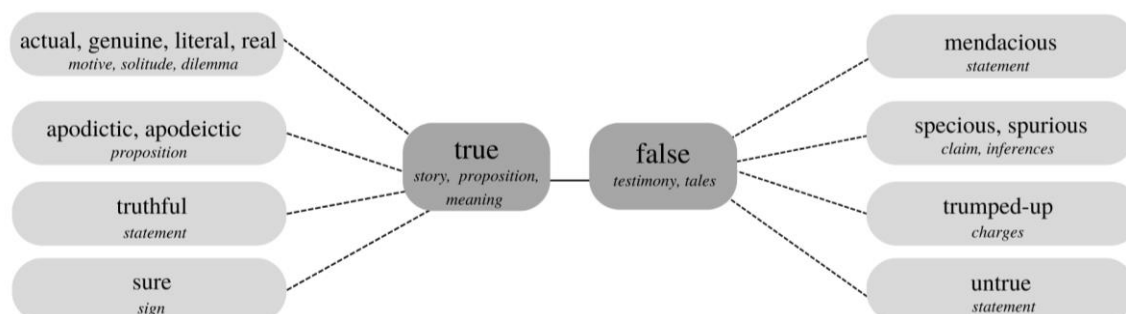 actual, genuine, literal, real
motive, solitude, dilemma
apodictic, apodeictic
proposition
truthful
statement
sure
sign
true
story, proposition,
meaning
false
testimony, tales
mendacious
statement
specious, spurious
claim, inferences
trumped-up
charges
untrue
statement